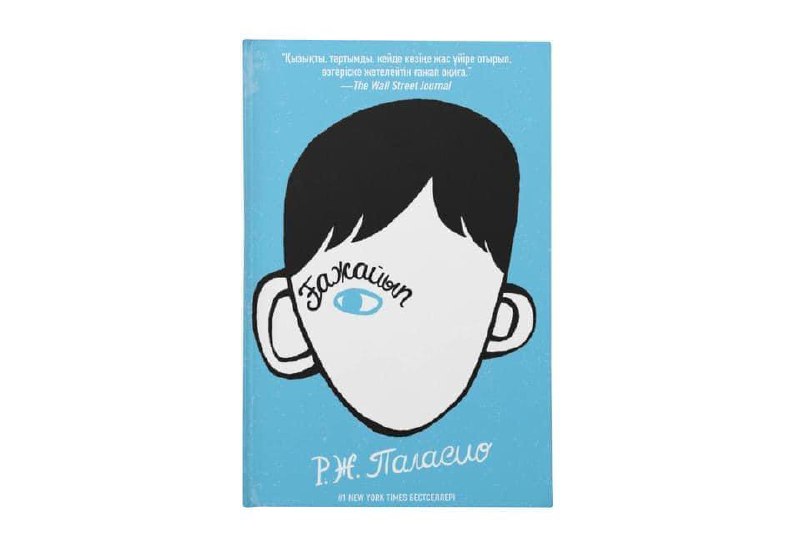 "Қызықты, тартымды, кейде көзіңе жас үйіре отырып,
өзгеріске жетелейтін ғажап оқиға."
—The Wall Street Journal
Ғажайып
Р.Ж. Паласио
#1 NEW YORK TIMES БЕСТСЕЛЛЕРІ